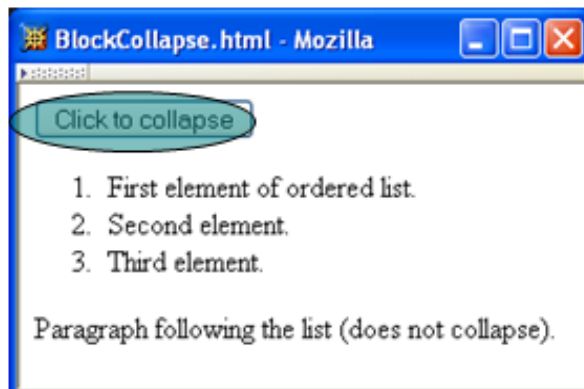 BlockCollapse.html - Mozilla
Click to collapse
1. First element of ordered list.
2. Second element.
3. Third element.
Paragraph following the list (does not collapse).